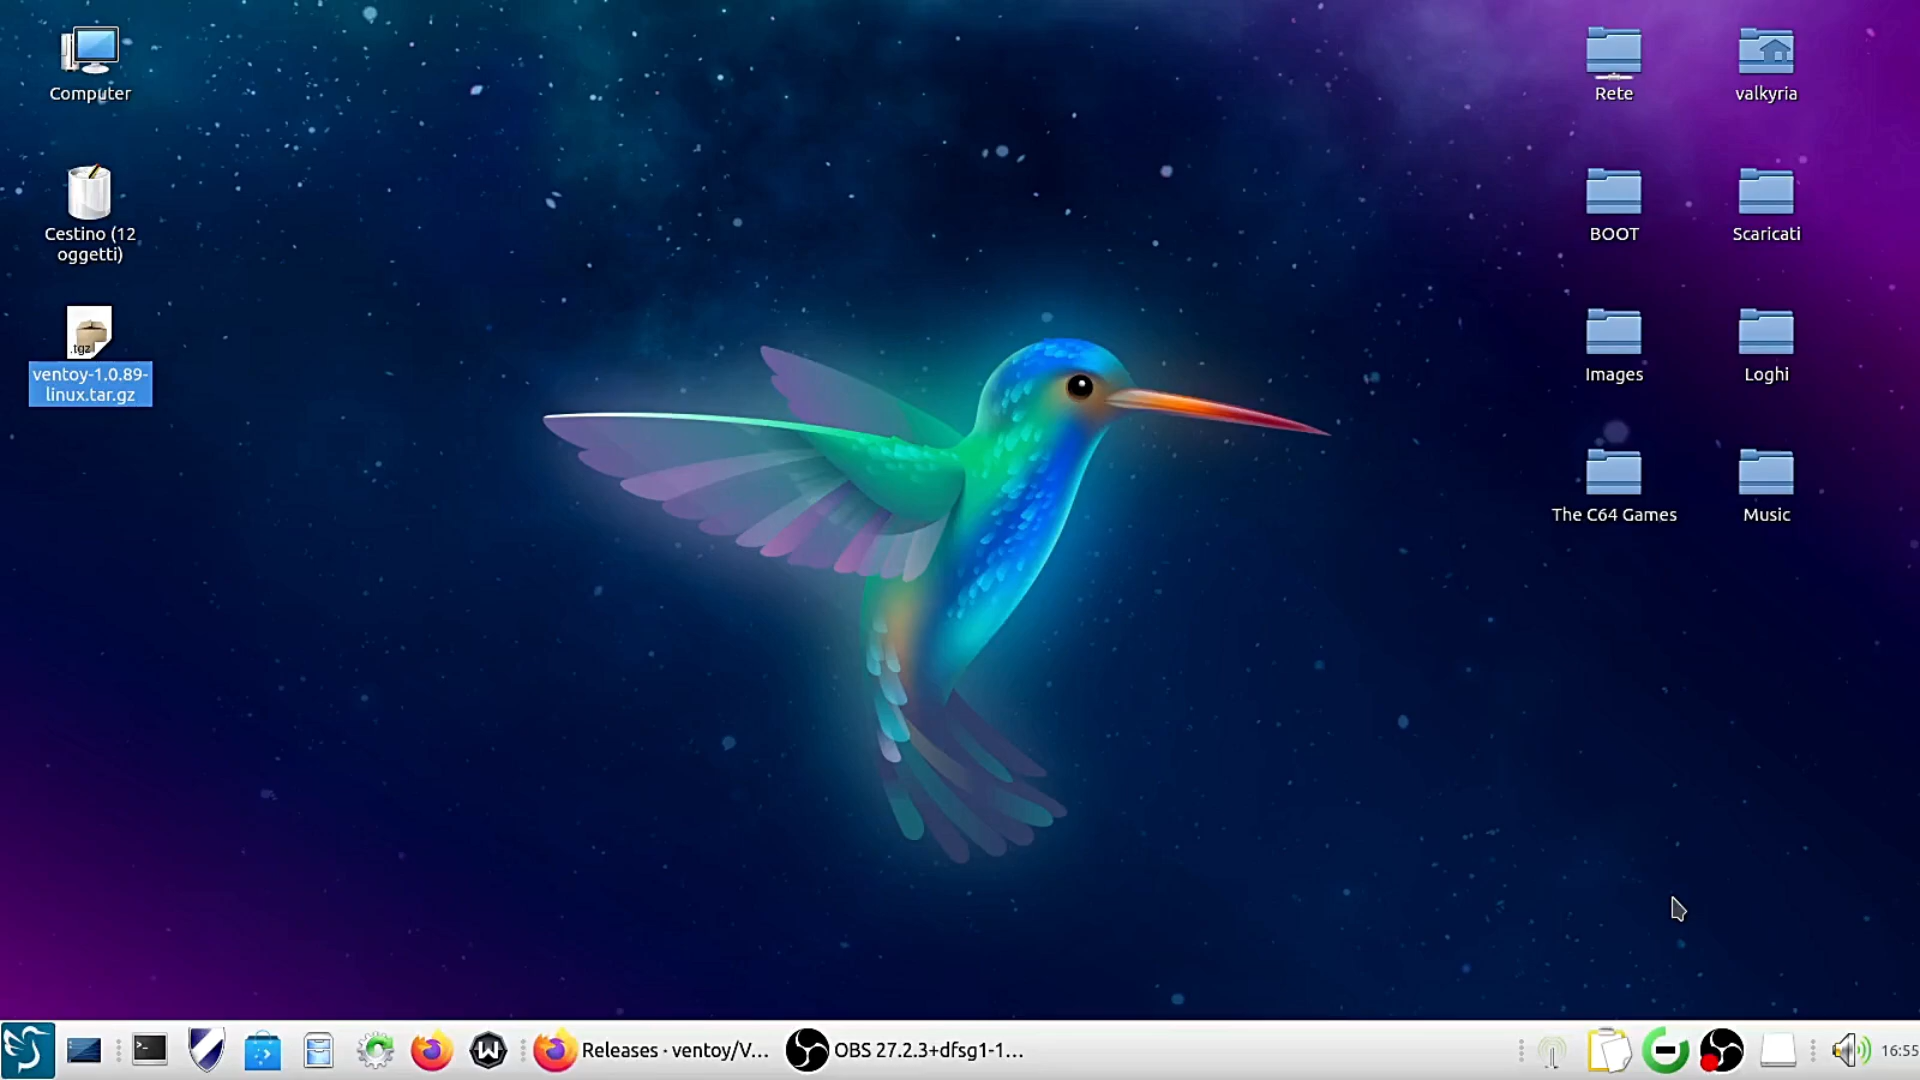 Computer
Rete
valkyria
Cestino (12
oggetti)
BOOT
Scaricati
.tgz
ventoy-1.0.89-
linux.tar.gz
Images
Loghi
The C64 Games
Music
Releases · ventoy/V...
OBS 27.2.3+dfsg1-1...
16:55